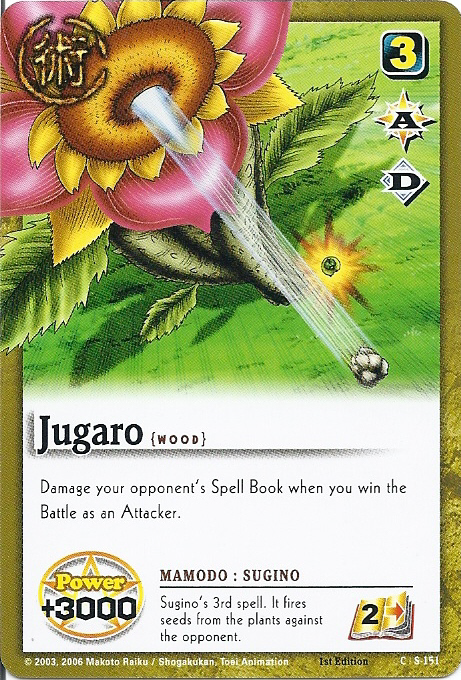 術
3
A
D
Jugaro {WOOD}
Damage your opponent's Spell Book when you win the
Battle as an Attacker.
Power
+3000
MAMODO : SUGINO
Sugino's 3rd spell. It fires
seeds from the plants against
the opponent.
2
© 2003, 2006 Makoto Raiku / Shogakukan, Toei Animation 1st Edition C : S-151